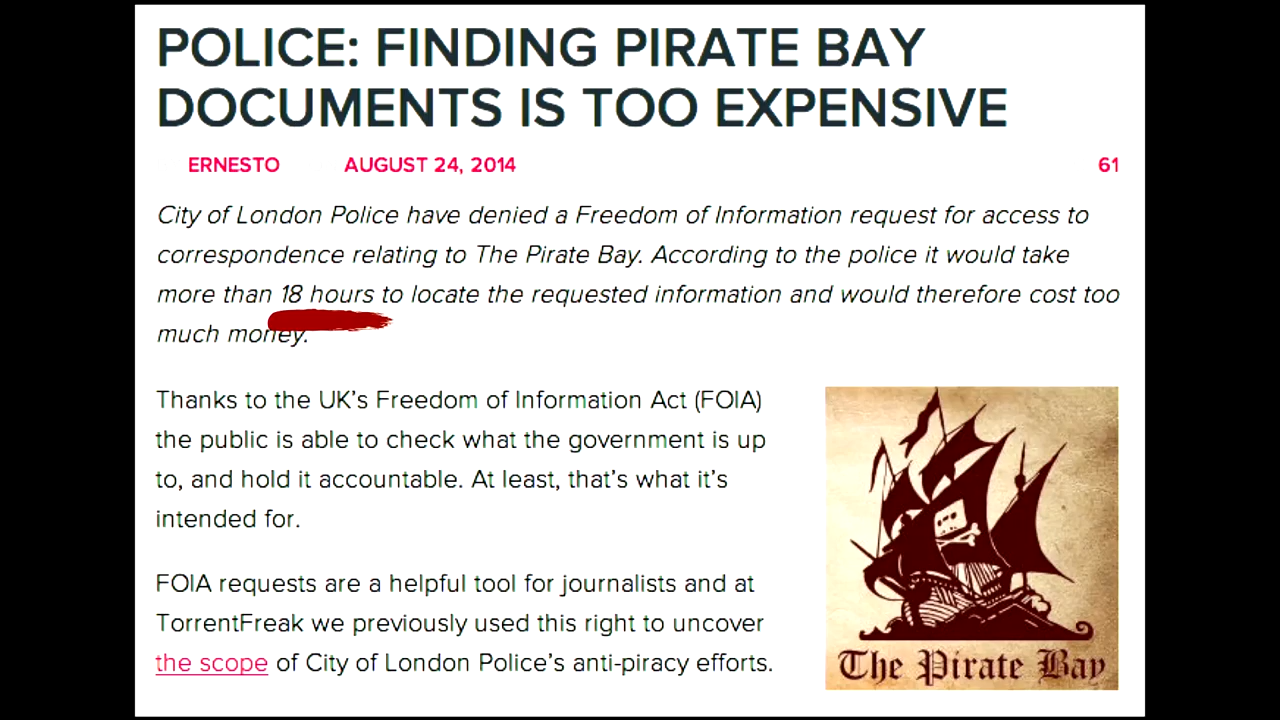 POLICE: FINDING PIRATE BAY
DOCUMENTS IS TOO EXPENSIVE
ERNESTO AUGUST 24, 2014 61
City of London Police have denied a Freedom of Information request for access to
correspondence relating to The Pirate Bay. According to the police it would take
more than 18 hours to locate the requested information and would therefore cost too
much money.
Thanks to the UK's Freedom of Information Act (FOIA)
the public is able to check what the government is up
to, and hold it accountable. At least, that's what it's
intended for.
FOIA requests are a helpful tool for journalists and at
TorrentFreak we previously used this right to uncover
the scope of City of London Police's anti-piracy efforts.
The Pirate Bay